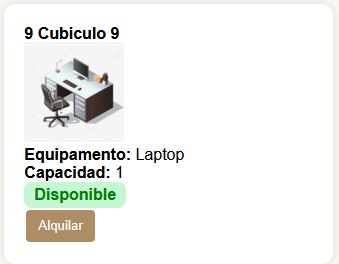 9 Cubiculo 9
Equipamento: Laptop
Capacidad: 1
Disponible
Alquilar